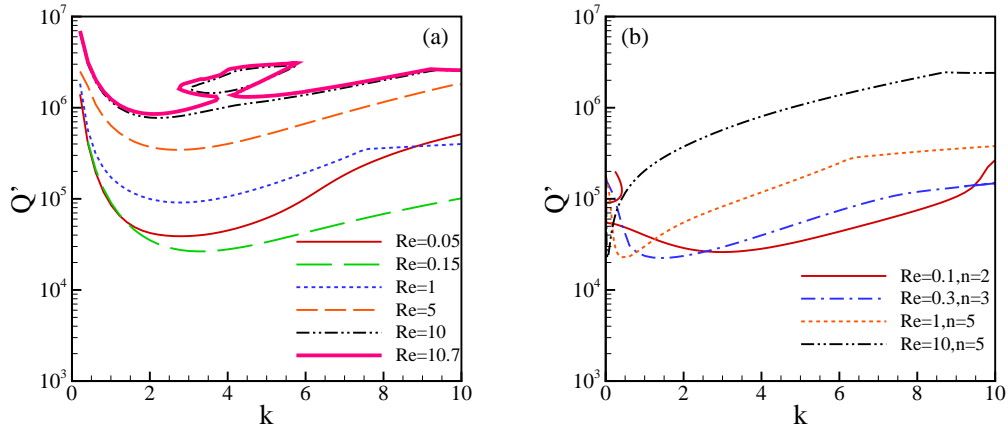 (a)
Q’
10^7
10^6
10^5
10^4
10^3
0 2 4 6 8 10
k
Re=0.05
Re=0.15
Re=1
Re=5
Re=10
Re=10.7
(b)
Q’
10^7
10^6
10^5
10^4
10^3
0 2 4 6 8 10
k
Re=0.1,n=2
Re=0.3,n=3
Re=1,n=5
Re=10,n=5